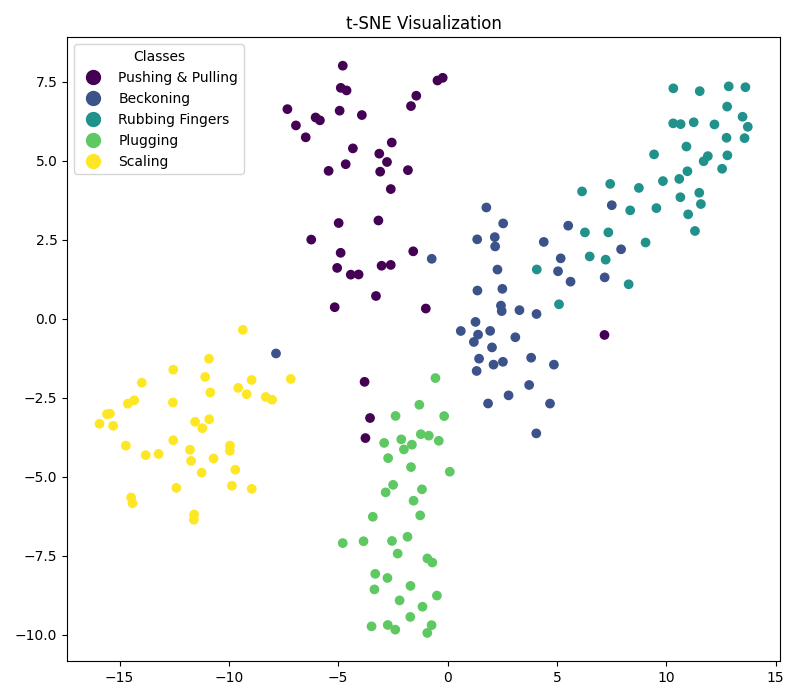 t-SNE Visualization
Classes
Pushing & Pulling
Beckoning
Rubbing Fingers
Plugging
Scaling
7.5
5.0
2.5
0.0
−2.5
−5.0
−7.5
−10.0
−15 −10 −5 0 5 10 15